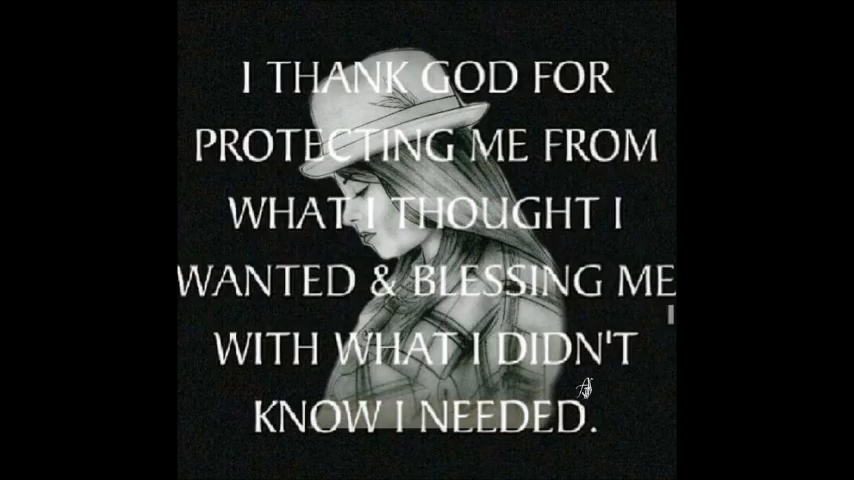 I THANK GOD FOR
PROTECTING ME FROM
WHAT I THOUGHT I
WANTED & BLESSING ME
WITH WHAT I DIDN'T
KNOW I NEEDED.